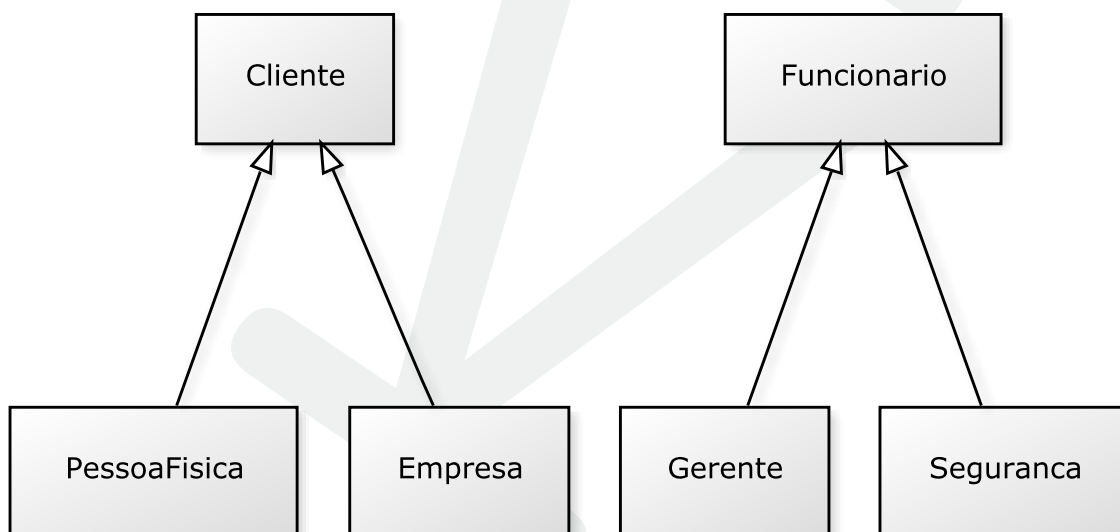 Cliente
Funcionario
PessoaFisica
Empresa
Gerente
Seguranca